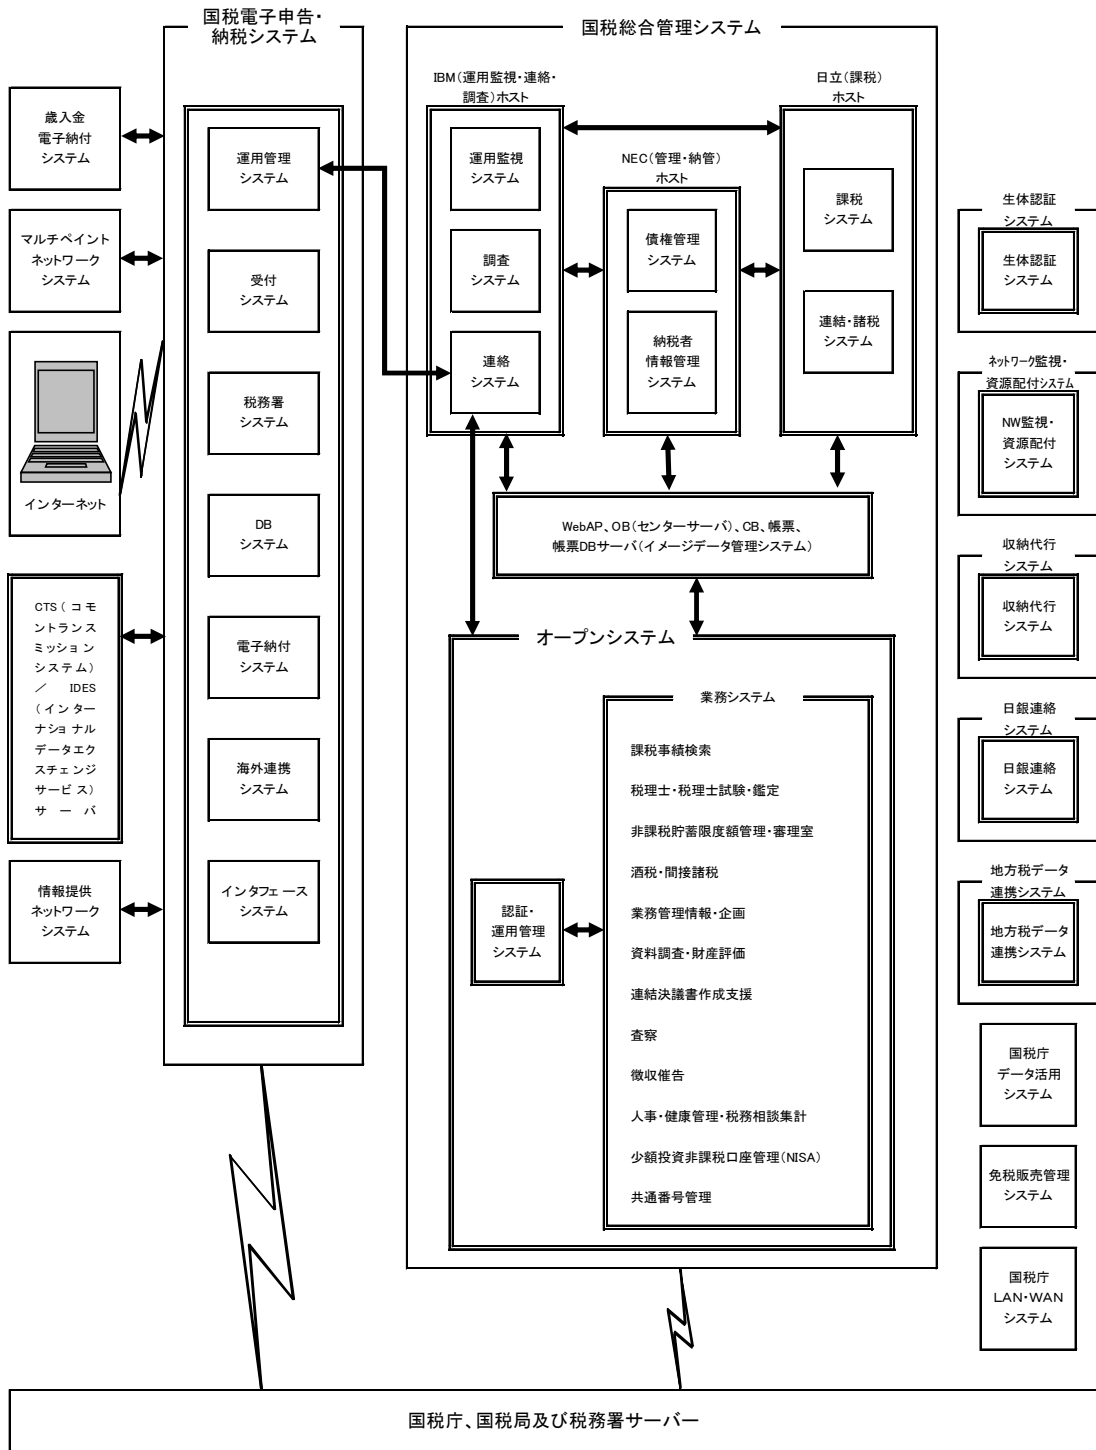 国税電子申告・
納税システム
歳入金
電子納付
システム
マルチペイント
ネットワーク
システム
インターネット
CTS（コモ
ントランス
ミッション
システム）
／　IDES
（インター
ナショナル
データエク
スチェンジ
サービス）
サーバ
情報提供
ネットワーク
システム
運用管理
システム
受付
システム
税務署
システム
DB
システム
電子納付
システム
海外連携
システム
インタフェース
システム
国税総合管理システム
IBM（運用監視・連絡・
調査）ホスト
運用監視
システム
調査
システム
連絡
システム
NEC（管理・納管）
ホスト
債権管理
システム
納税者
情報管理
システム
日立（課税）
ホスト
課税
システム
連結・諸税
システム
WebAP、OB（センターサーバ）、CB、帳票、
帳票DBサーバ（イメージデータ管理システム）
オープンシステム
認証・
運用管理
システム
業務システム
課税事績検索
税理士・税理士試験・鑑定
非課税貯蓄限度額管理・審理室
酒税・間接諸税
業務管理情報・企画
資料調査・財産評価
連結決議書作成支援
査察
徴収催告
人事・健康管理・税務相談集計
少額投資非課税口座管理（NISA）
共通番号管理
生体認証
システム
生体認証
システム
ネットワーク監視・
資源配付システム
NW監視・
資源配付
システム
収納代行
システム
収納代行
システム
日銀連絡
システム
日銀連絡
システム
地方税データ
連携システム
地方税データ
連携システム
国税庁
データ活用
システム
免税販売管理
システム
国税庁
LAN・WAN
システム
国税庁、国税局及び税務署サーバー